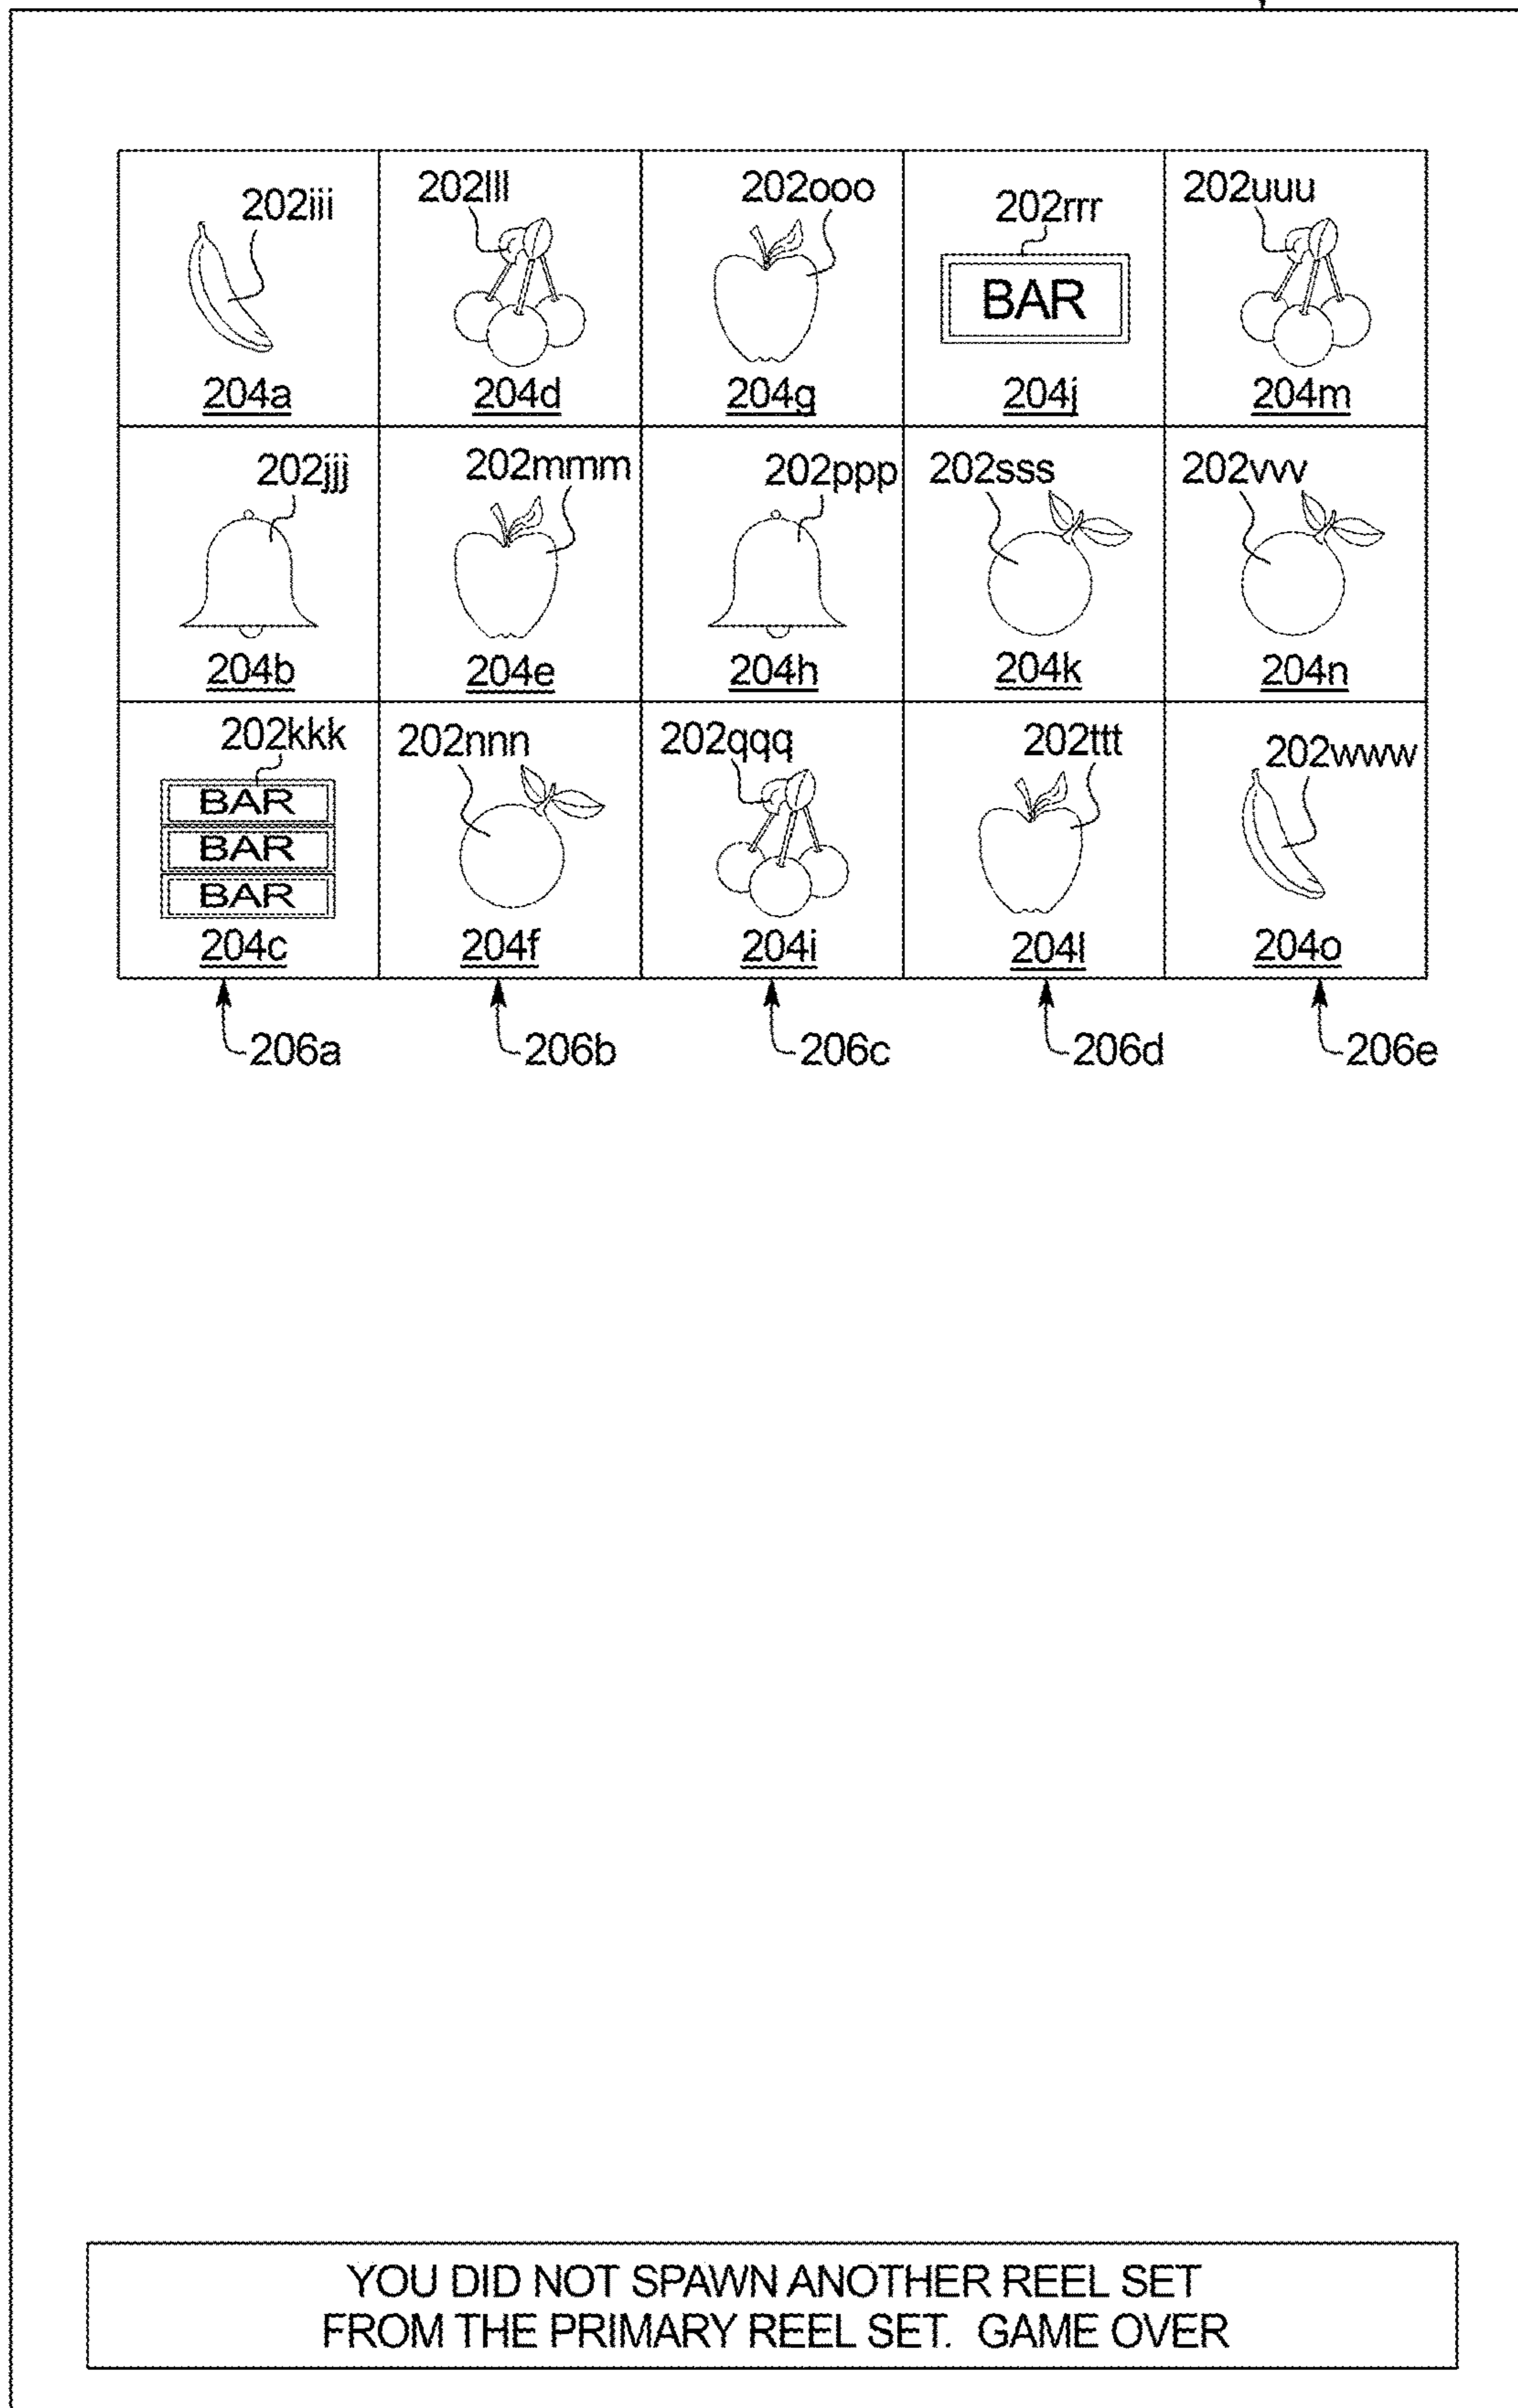 202iii 202lll 202ooo 202rrr 202uuu
BAR
204a 204d 204g 204j 204m
202jjj 202mmm 202ppp 202sss 202vvv
204b 204e 204h 204k 204n
202kkk 202nnn 202qqq 202ttt 202www
BAR
BAR
BAR
204c 204f 204i 204l 204o
206a 206b 206c 206d 206e
YOU DID NOT SPAWN ANOTHER REEL SET
FROM THE PRIMARY REEL SET. GAME OVER